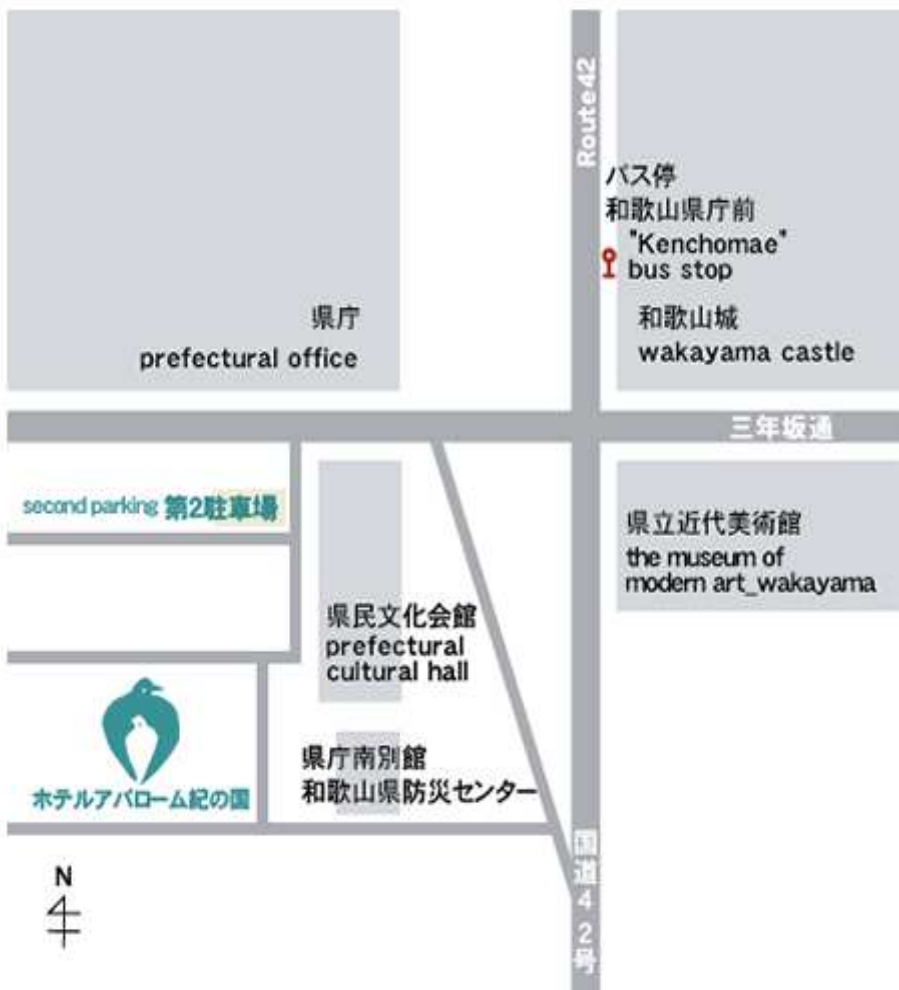 Route42
バス停
和歌山県庁前
"Kenchomae"
bus stop
県庁
prefectural office
和歌山城
wakayama castle
三年坂通
second parking 第2駐車場
県立近代美術館
the museum of
modern art_wakayama
県民文化会館
prefectural
cultural hall
県庁南別館
和歌山県防災センター
ホテルアバローム紀の国
国道42号
N